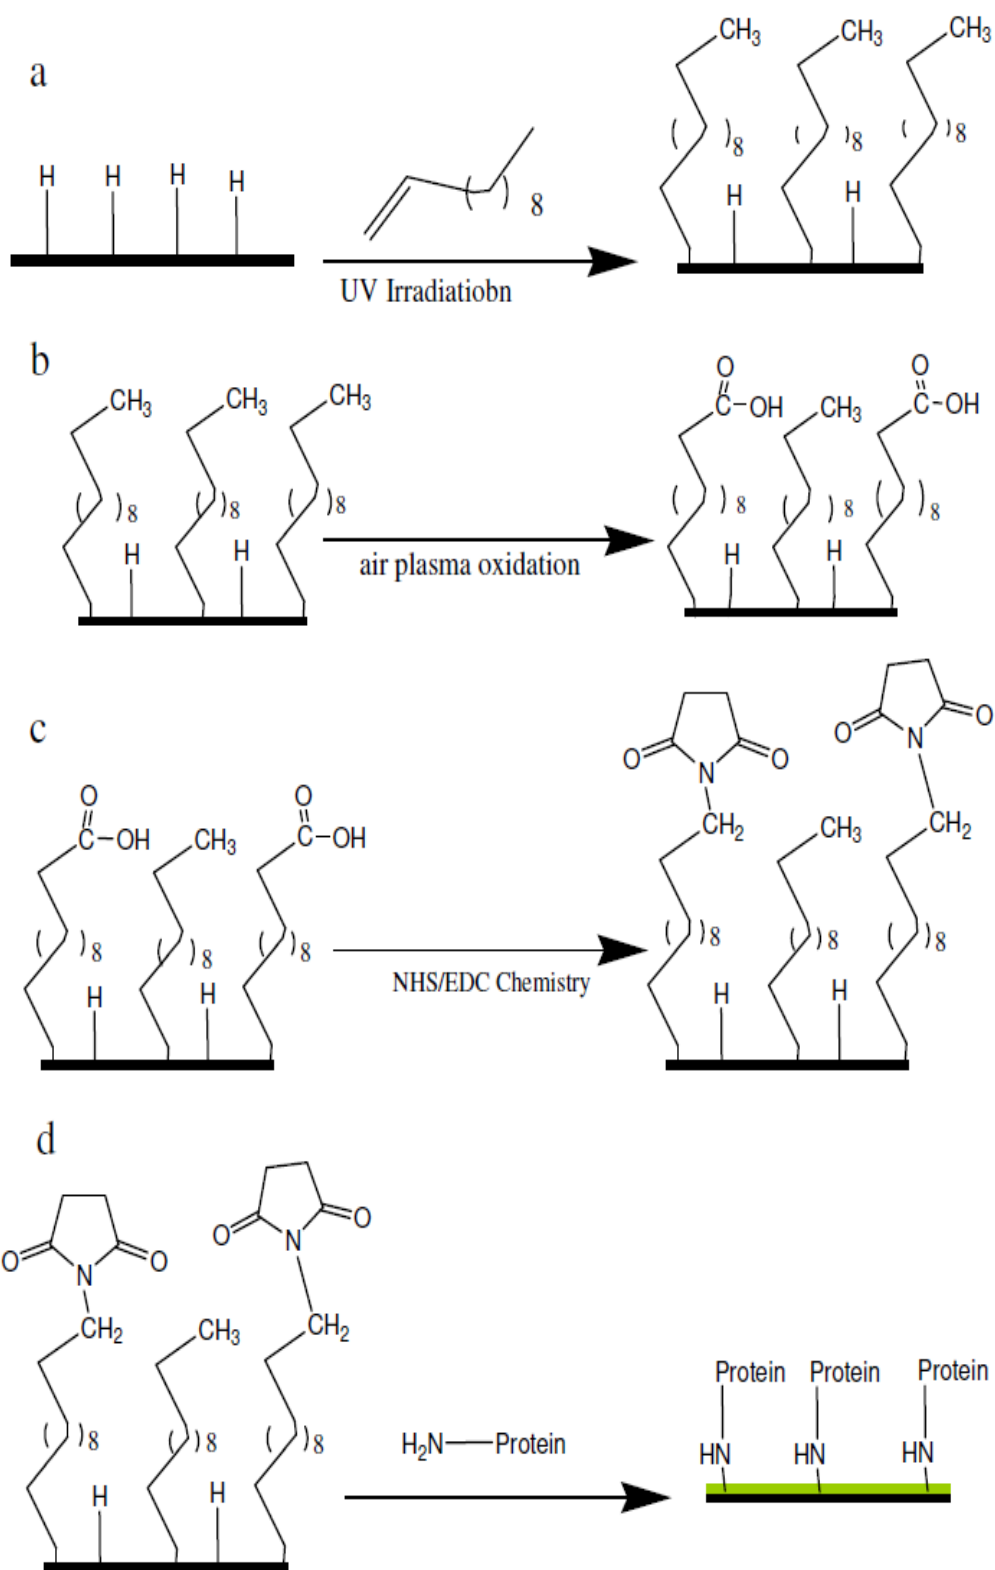 a
CH3 CH3 CH3
( )8 ( )8 ( )8
H H H H
( ) 8
H H
UV Irradiatiobn
b
CH3 CH3 CH3
O O
C-OH CH3 C-OH
( )8 ( )8 ( )8
( ) 8 ( ) 8 ( )8
H H
H H
air plasma oxidation
c
O N O
O N O
O O
C-OH CH3 C-OH
CH2 CH3 CH2
( )8 ( )8 ( )8
( )8 ( )8 ( )8
H H
H H
NHS/EDC Chemistry
d
O N O
O N O
CH2 CH3 CH2
( )8 ( )8 ( )8
H H
H2N—Protein
Protein Protein Protein
HN HN HN